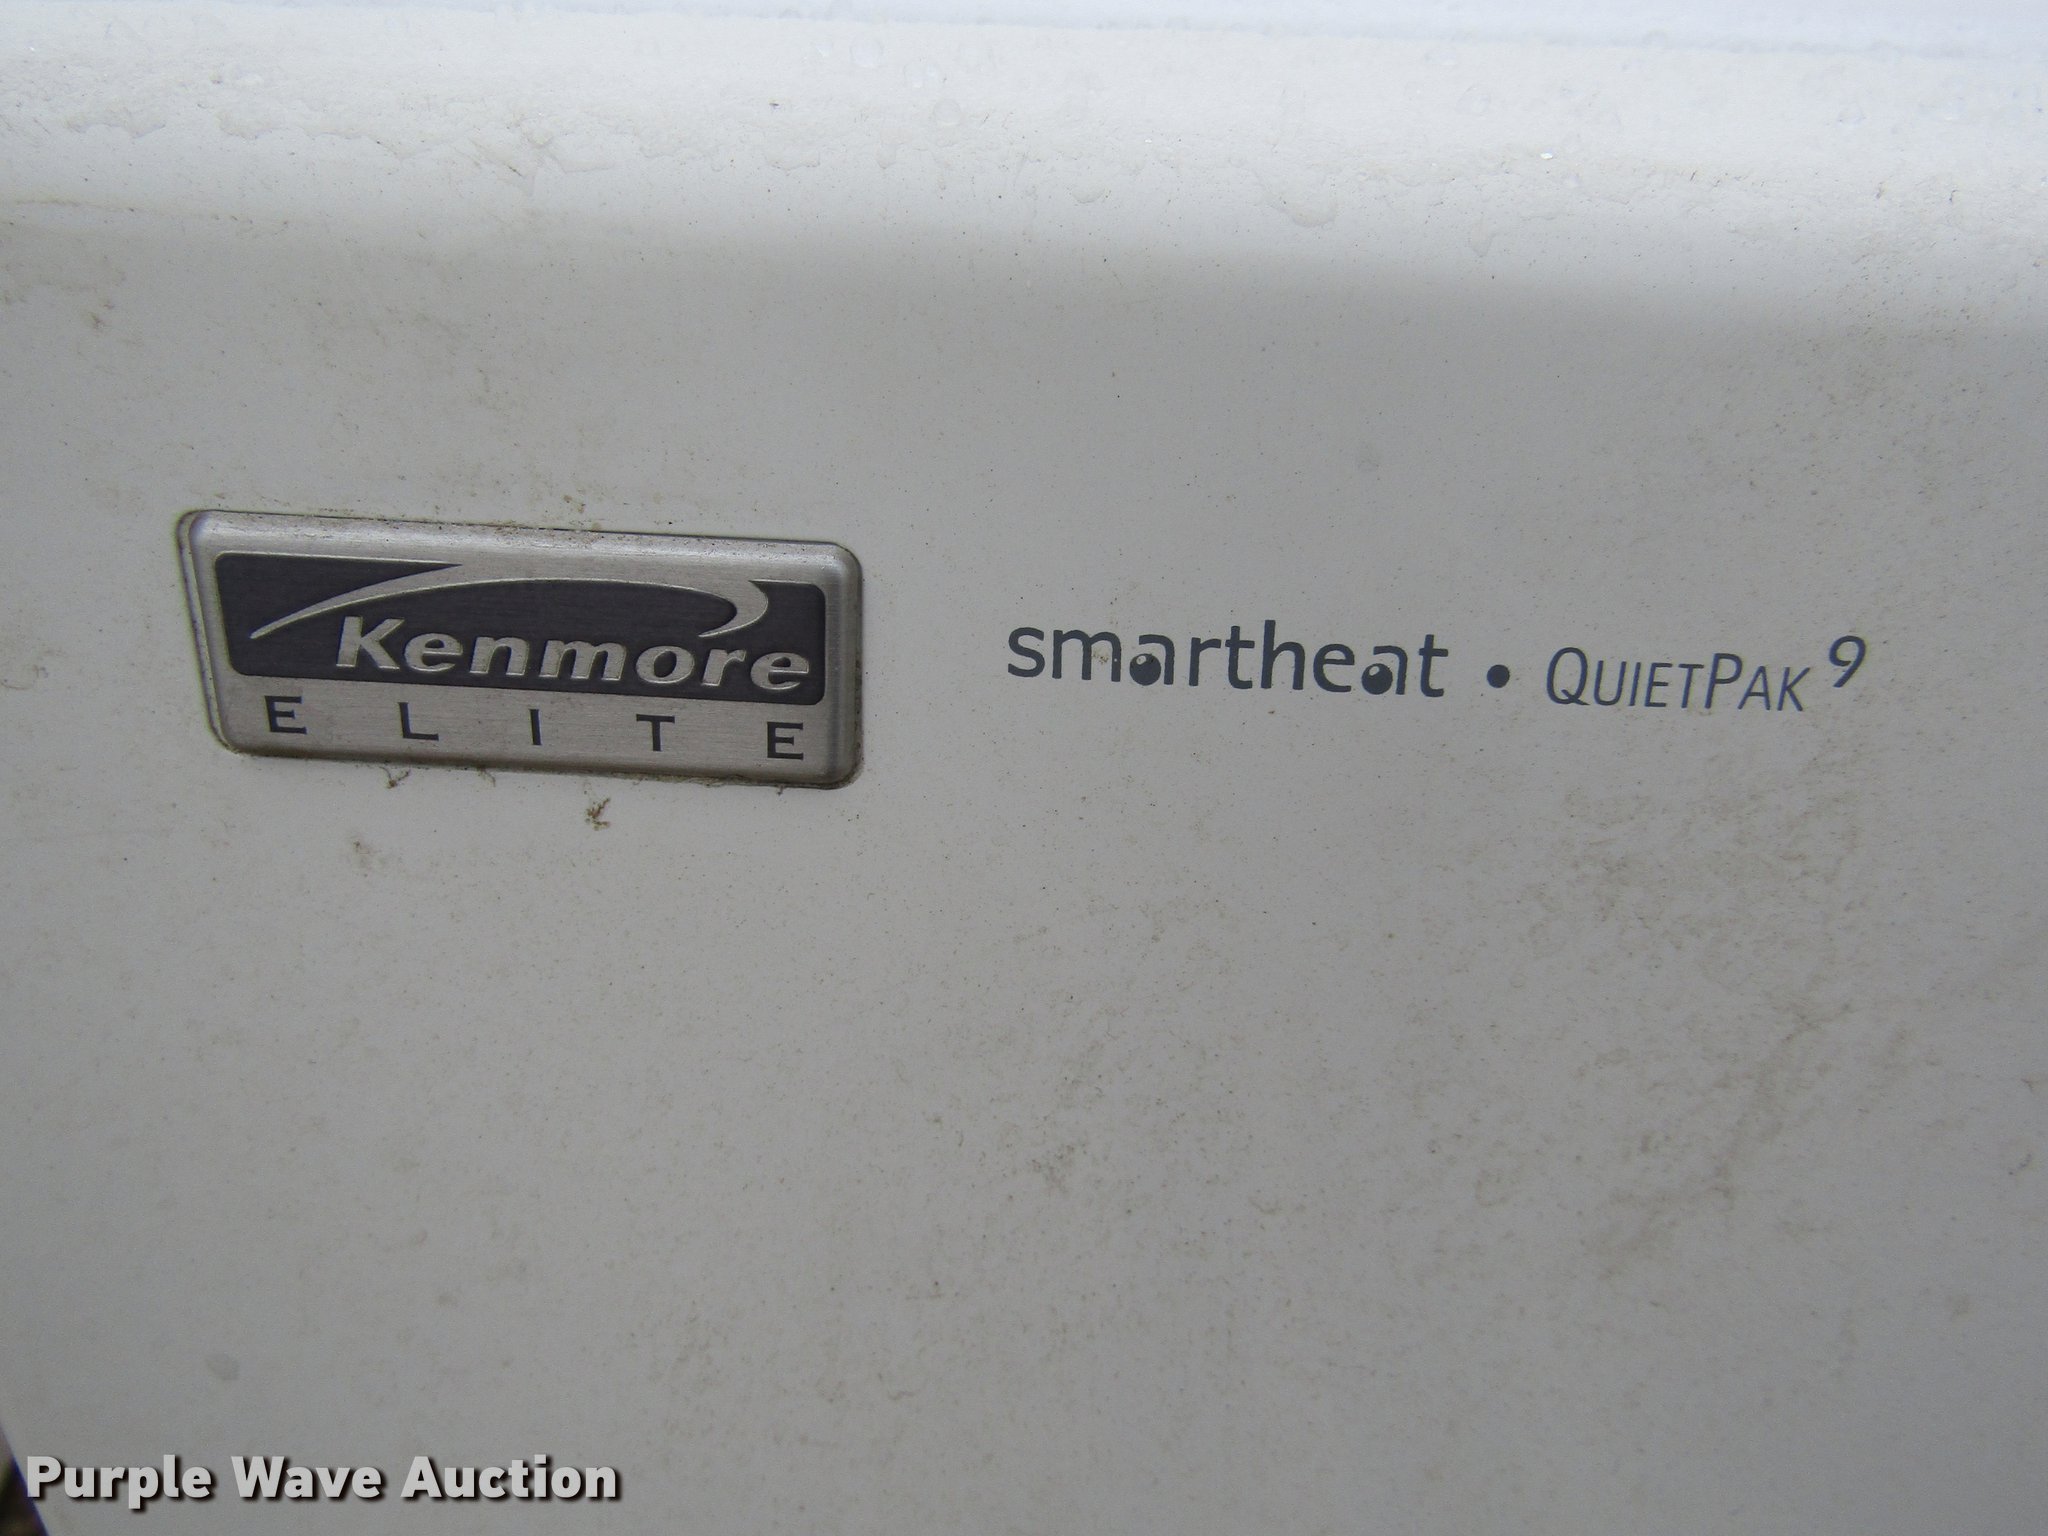 Kenmore
ELITE
smartheat • QUIETPAK 9
Purple Wave Auction